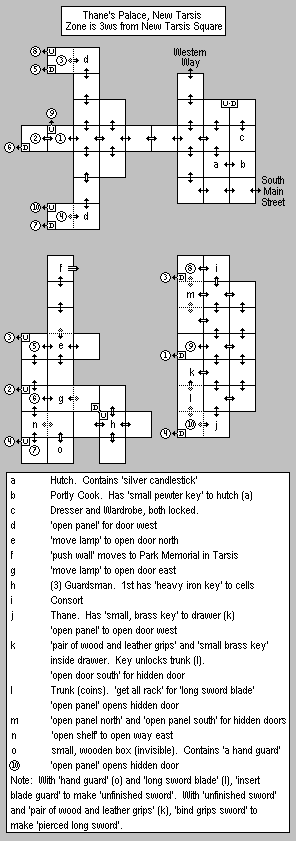 Thane's Palace, New Tarsis
Zone is 3ws from New Tarsis Square
Western
Way
8 U
5 D
3 d
9
U
6 D
2 1
U D
c
a b
South
Main
Street
10 U
7 D
4 d
f
8 i
3 D
m
3 U
5 e
9
1 D
2 U
6 g
k
D
U
l
n
h
4 U
7 o
10 j
4 D
a Hutch. Contains 'silver candlestick'
b Portly Cook. Has 'small pewter key' to hutch (a)
c Dresser and Wardrobe, both locked.
d 'open panel' for door west
e 'move lamp' to open door north
f 'push wall' moves to Park Memorial in Tarsis
g 'move lamp' to open door east
h (3) Guardsman. 1st has 'heavy iron key' to cells
i Consort
j Thane. Has 'small, brass key' to drawer (k)
'open panel' to open door west
k 'pair of wood and leather grips' and 'small brass key'
inside drawer. Key unlocks trunk (l).
'open door south' for hidden door
l Trunk (coins). 'get all rack' for 'long sword blade'
'open panel' opens hidden door
m 'open panel north' and 'open panel south' for hidden doors
n 'open shelf' to open way east
o small, wooden box (invisible). Contains 'a hand guard'
10 'open panel' opens hidden door
Note: With 'hand guard' (o) and 'long sword blade' (l), 'insert
blade guard' to make 'unfinished sword'. With 'unfinished sword'
and 'pair of wood and leather grips' (k), 'bind grips sword' to
make 'pierced long sword'.